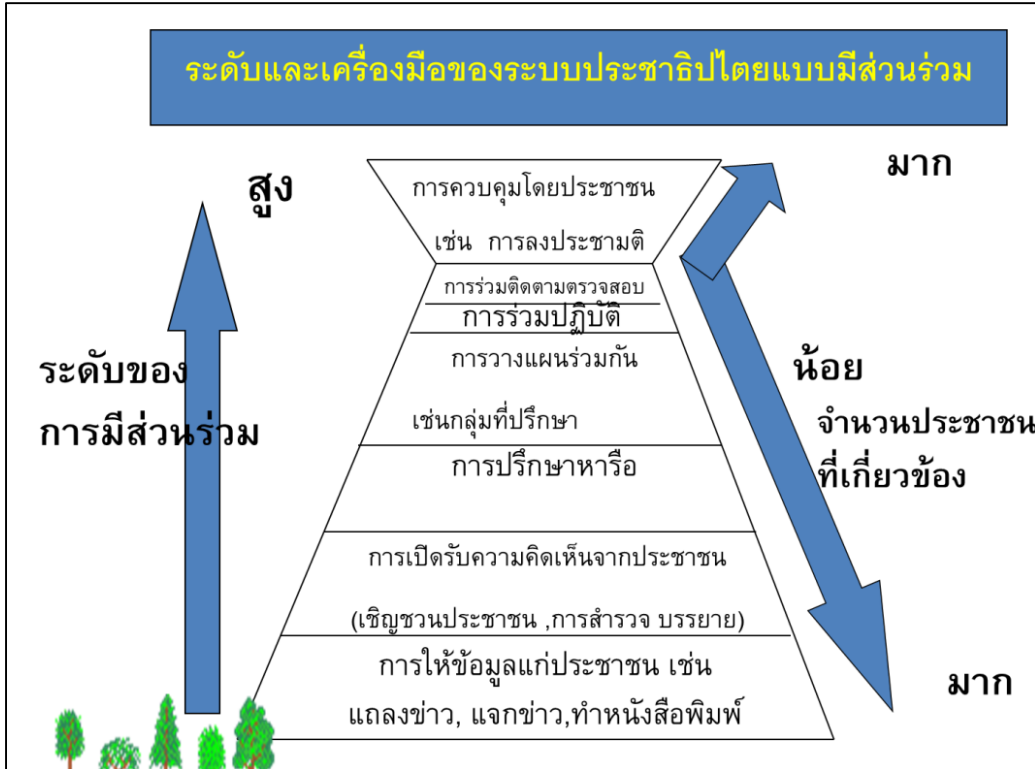 ระดับและเครื่องมือของระบบประชาธิปไตยแบบมีส่วนร่วม
มาก
สูง
การควบคุมโดยประชาชน
เช่น การลงประชามติ
การร่วมติดตามตรวจสอบ
การร่วมปฏิบัติ
การวางแผนร่วมกัน
เช่นกลุ่มที่ปรึกษา
ระดับของ
การมีส่วนร่วม
น้อย
จำนวนประชาชน
ที่เกี่ยวข้อง
การปรึกษาหารือ
การเปิดรับความคิดเห็นจากประชาชน
(เชิญชวนประชาชน ,การสำรวจ บรรยาย)
การให้ข้อมูลแก่ประชาชน เช่น
แถลงข่าว, แจกข่าว,ทำหนังสือพิมพ์
มาก